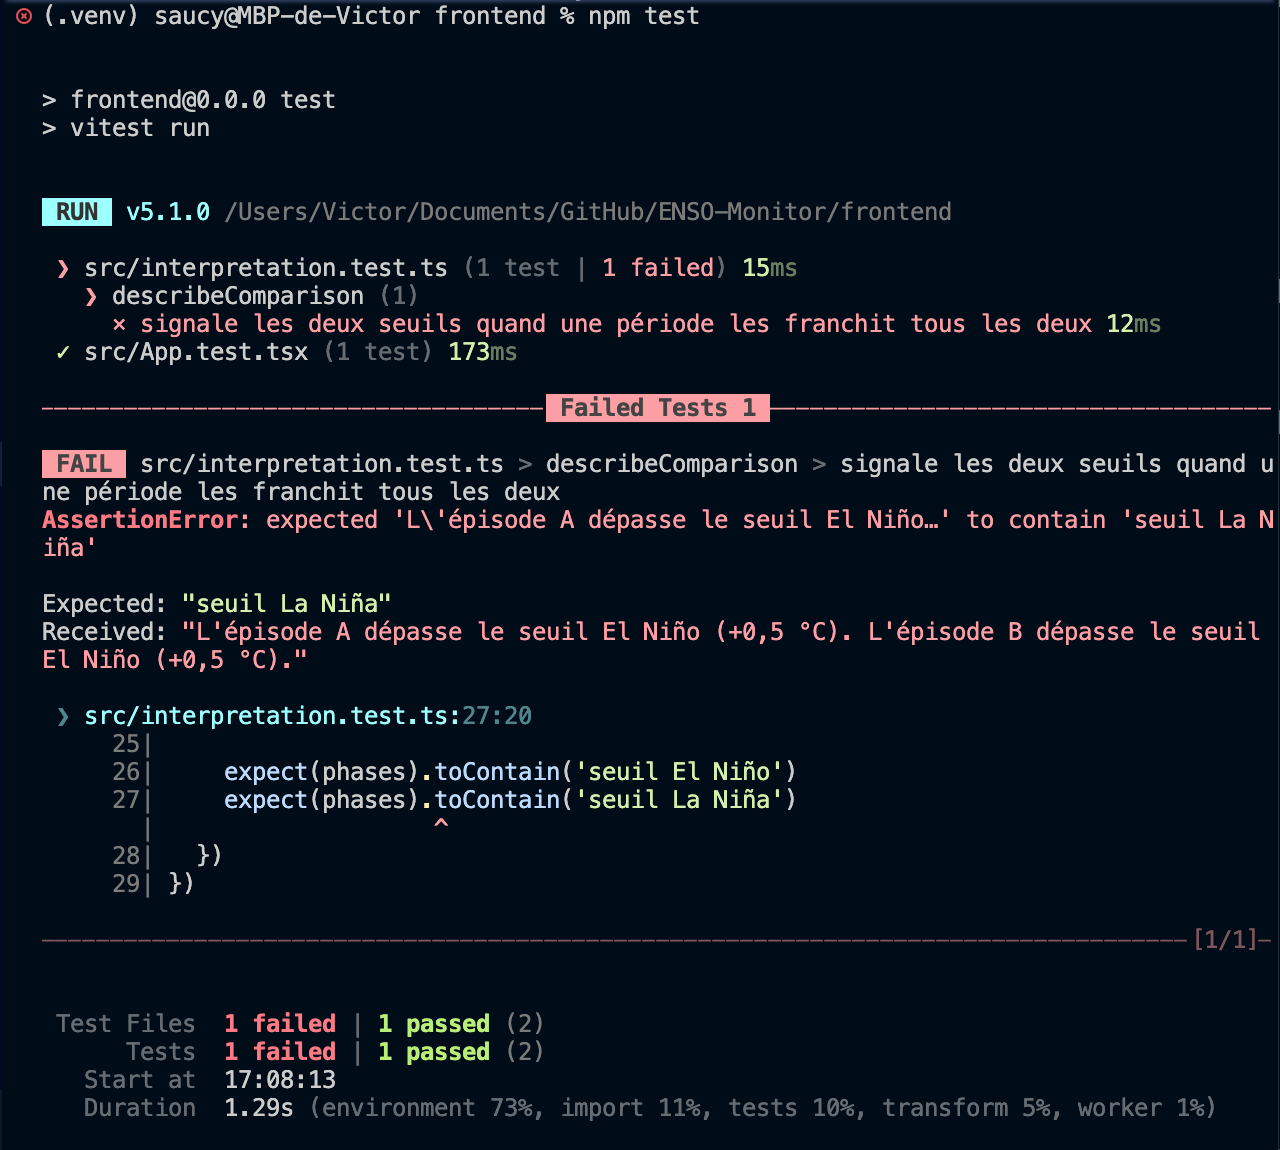 (.venv) saucy@MBP-de-Victor frontend % npm test
> frontend@0.0.0 test
> vitest run
RUN v5.1.0 /Users/Victor/Documents/GitHub/ENSO-Monitor/frontend
❯ src/interpretation.test.ts (1 test | 1 failed) 15ms
❯ describeComparison (1)
× signale les deux seuils quand une période les franchit tous les deux 12ms
✓ src/App.test.tsx (1 test) 173ms
Failed Tests 1
FAIL src/interpretation.test.ts > describeComparison > signale les deux seuils quand u
ne période les franchit tous les deux
AssertionError: expected 'L\'épisode A dépasse le seuil El Niño…' to contain 'seuil La N
iña'
Expected: "seuil La Niña"
Received: "L'épisode A dépasse le seuil El Niño (+0,5 °C). L'épisode B dépasse le seuil
El Niño (+0,5 °C)."
❯ src/interpretation.test.ts:27:20
25|
26| expect(phases).toContain('seuil El Niño')
27| expect(phases).toContain('seuil La Niña')
| ^
28| })
29| })
[1/1]
Test Files 1 failed | 1 passed (2)
Tests 1 failed | 1 passed (2)
Start at 17:08:13
Duration 1.29s (environment 73%, import 11%, tests 10%, transform 5%, worker 1%)